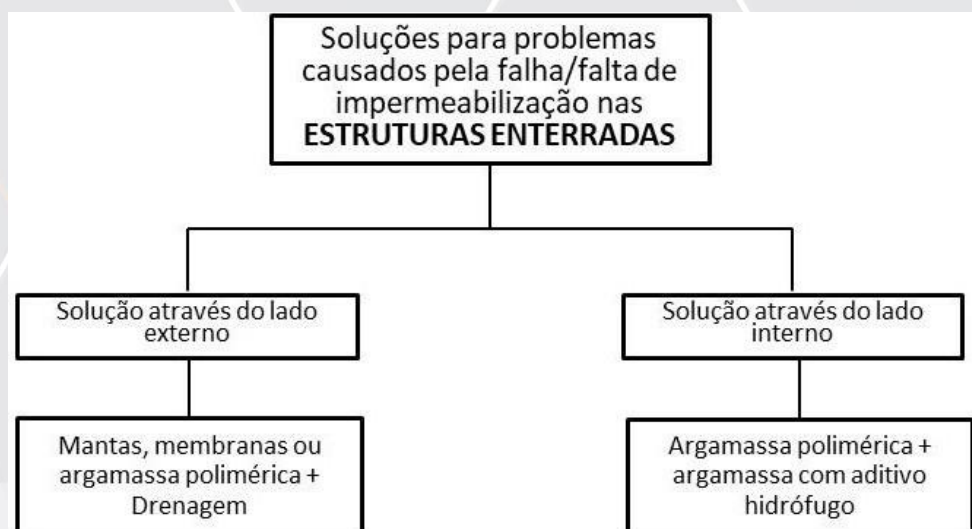 Soluções para problemas
causados pela falha/falta de
impermeabilização nas
ESTRUTURAS ENTERRADAS
Solução através do lado
externo
Solução através do lado
interno
Mantas, membranas ou
argamassa polimérica +
Drenagem
Argamassa polimérica +
argamassa com aditivo
hidrófugo